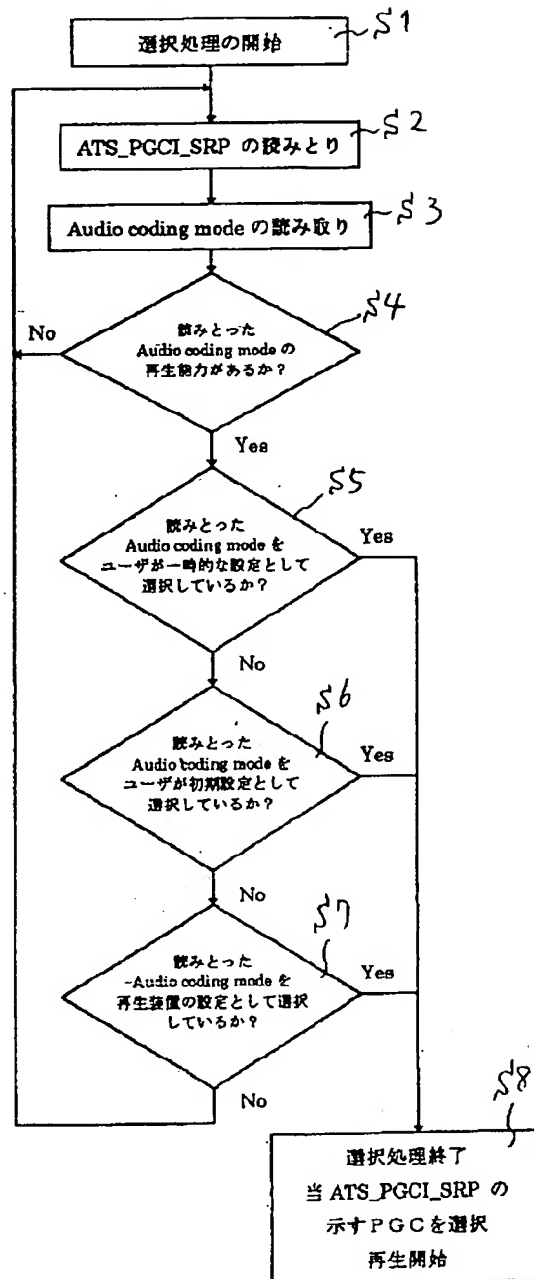 選択処理の開始
S1
ATS_PGCI_SRP の読みとり
S2
Audio coding mode の読み取り
S3
読みとった
Audio coding mode の
再生能力があるか?
S4
No
Yes
読みとった
Audio coding mode を
ユーザが一時的な設定として
選択しているか?
S5
Yes
No
読みとった
Audio coding mode を
ユーザが初期設定として
選択しているか?
S6
Yes
No
読みとった
Audio coding mode を
再生装置の設定として選択
しているか?
S7
Yes
No
選択処理終了
当 ATS_PGCI_SRP の
示すPGCを選択
再生開始
S8